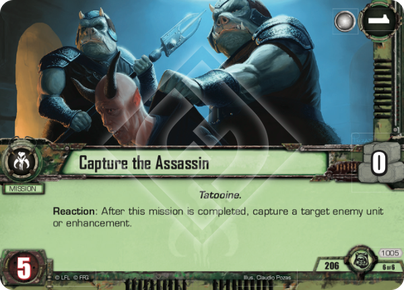 1
Capture the Assassin
0
MISSION
Tatooine.
Reaction: After this mission is completed, capture a target enemy unit
or enhancement.
5
© LFL © FFG
Illus. Claudio Pozas
206
1005
6 of 6